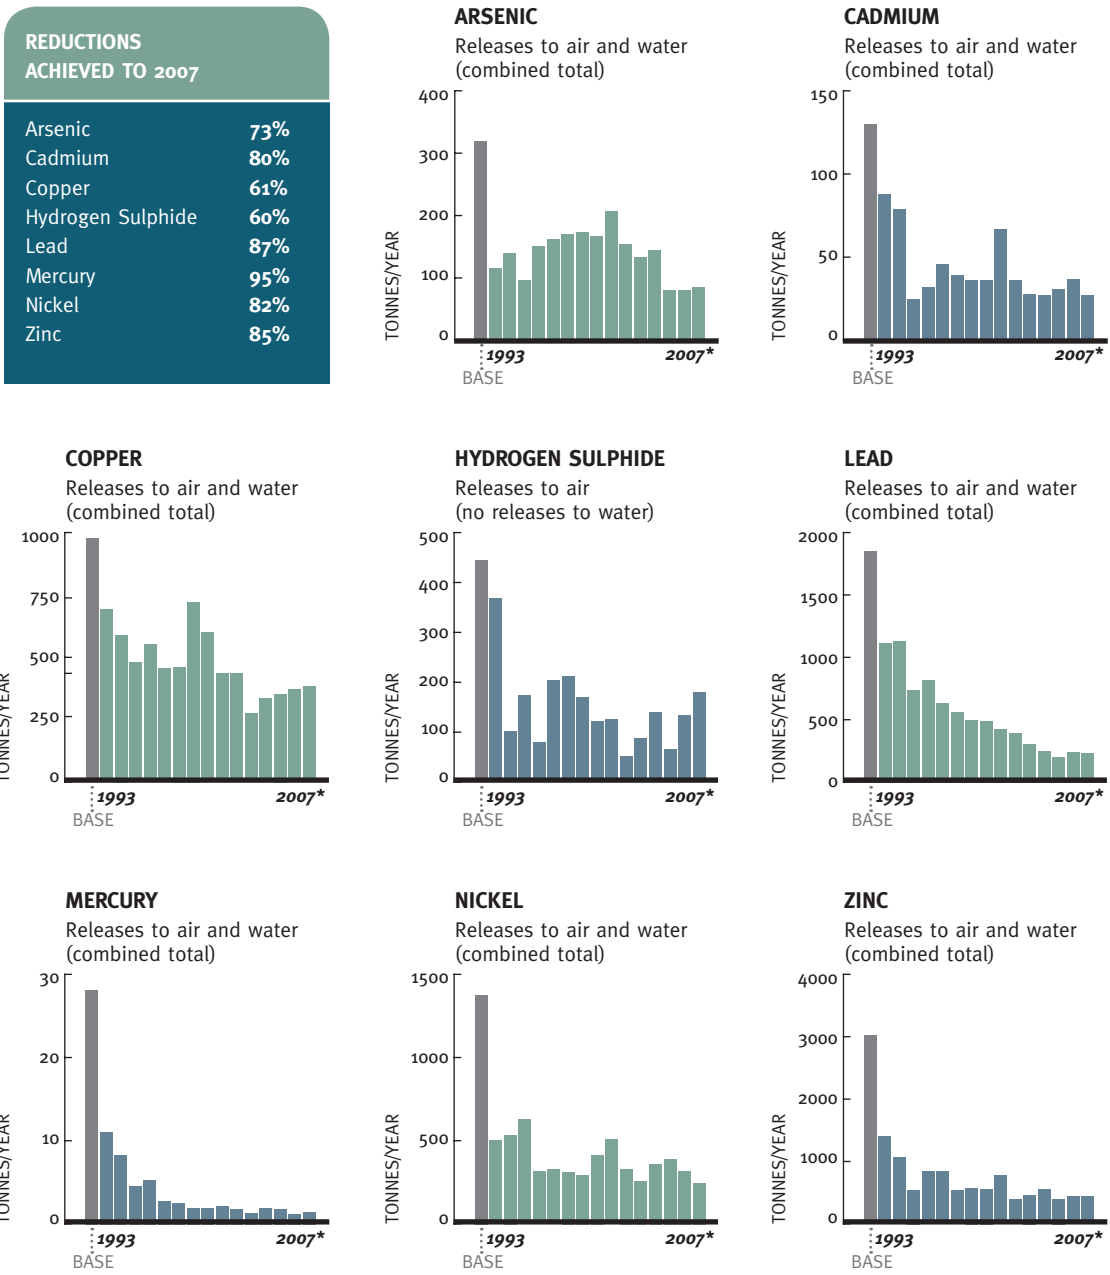 REDUCTIONS
ACHIEVED TO 2007
Arsenic 73%
Cadmium 80%
Copper 61%
Hydrogen Sulphide 60%
Lead 87%
Mercury 95%
Nickel 82%
Zinc 85%
ARSENIC
Releases to air and water
(combined total)
400
300
200
100
0
TONNES/YEAR
1993 2007*
BASE
CADMIUM
Releases to air and water
(combined total)
150
100
50
0
TONNES/YEAR
1993 2007*
BASE
COPPER
Releases to air and water
(combined total)
1000
750
500
250
0
TONNES/YEAR
1993 2007*
BASE
HYDROGEN SULPHIDE
Releases to air
(no releases to water)
500
400
300
200
100
0
TONNES/YEAR
1993 2007*
BASE
LEAD
Releases to air and water
(combined total)
2000
1500
1000
500
0
TONNES/YEAR
1993 2007*
BASE
MERCURY
Releases to air and water
(combined total)
30
20
10
0
TONNES/YEAR
1993 2007*
BASE
NICKEL
Releases to air and water
(combined total)
1500
1000
500
0
TONNES/YEAR
1993 2007*
BASE
ZINC
Releases to air and water
(combined total)
4000
3000
2000
1000
0
TONNES/YEAR
1993 2007*
BASE